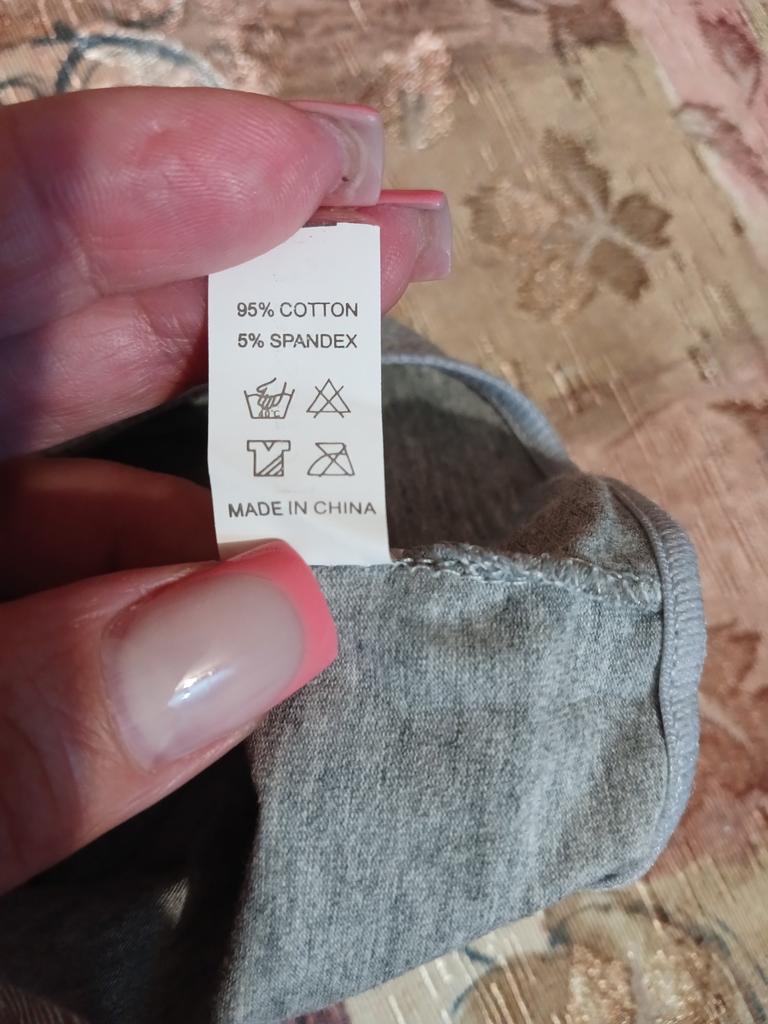 95% COTTON
5% SPANDEX
40°C
MADE IN CHINA